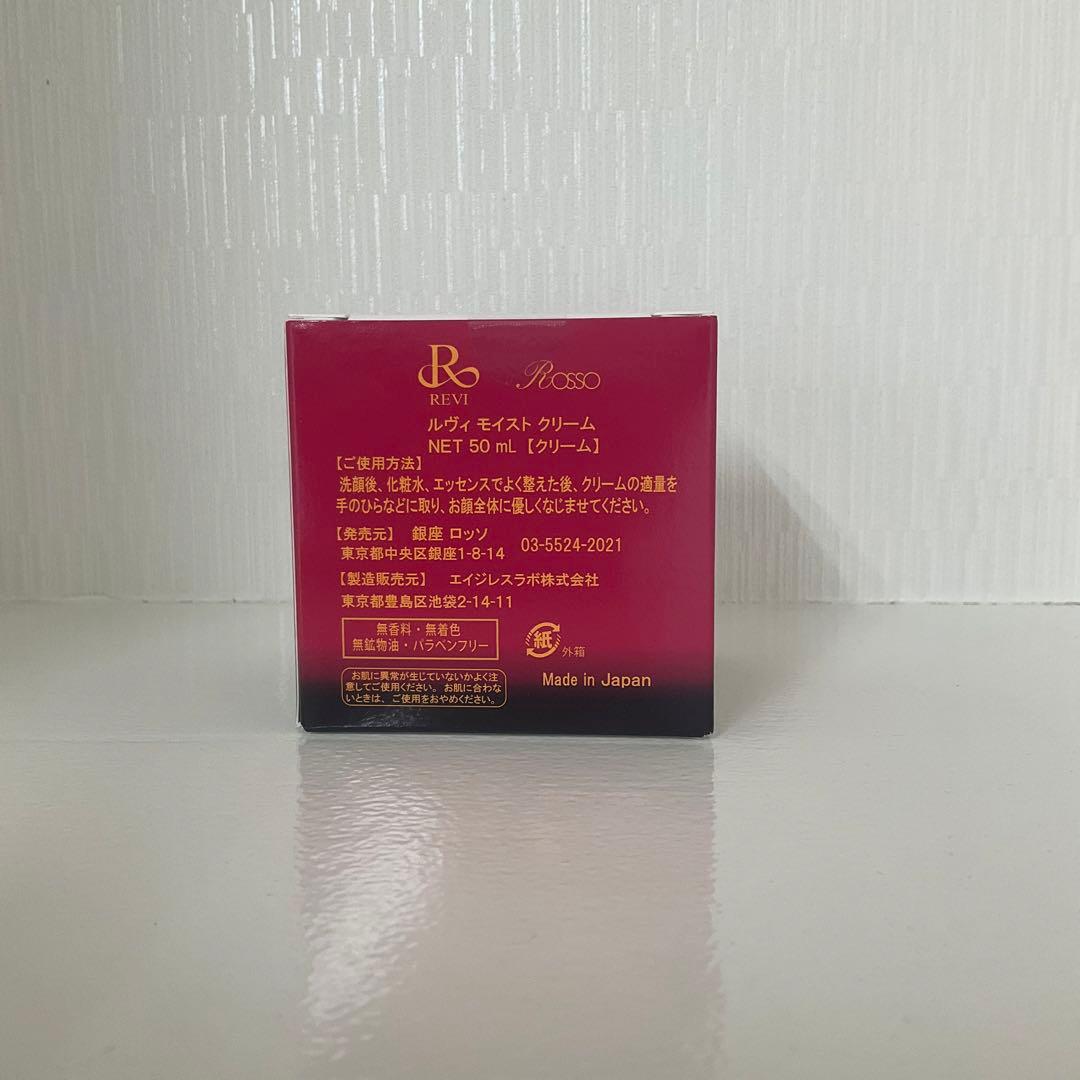 R Rosso
REVI
ルヴィ モイスト クリーム
NET 50 mL【クリーム】
【ご使用方法】
洗顔後、化粧水、エッセンスでよく整えた後、クリームの適量を
手のひらなどに取り、お顔全体に優しくなじませてください。
【発売元】 銀座 ロッソ
東京都中央区銀座1-8-14 03-5524-2021
【製造販売元】 エイジレスラボ株式会社
東京都豊島区池袋2-14-11
無香料・無着色
無鉱物油・パラベンフリー
紙 外箱
お肌に異常が生じていないかよく注
意してご使用ください。お肌に合わな
いときは、ご使用をおやめください。
Made in Japan